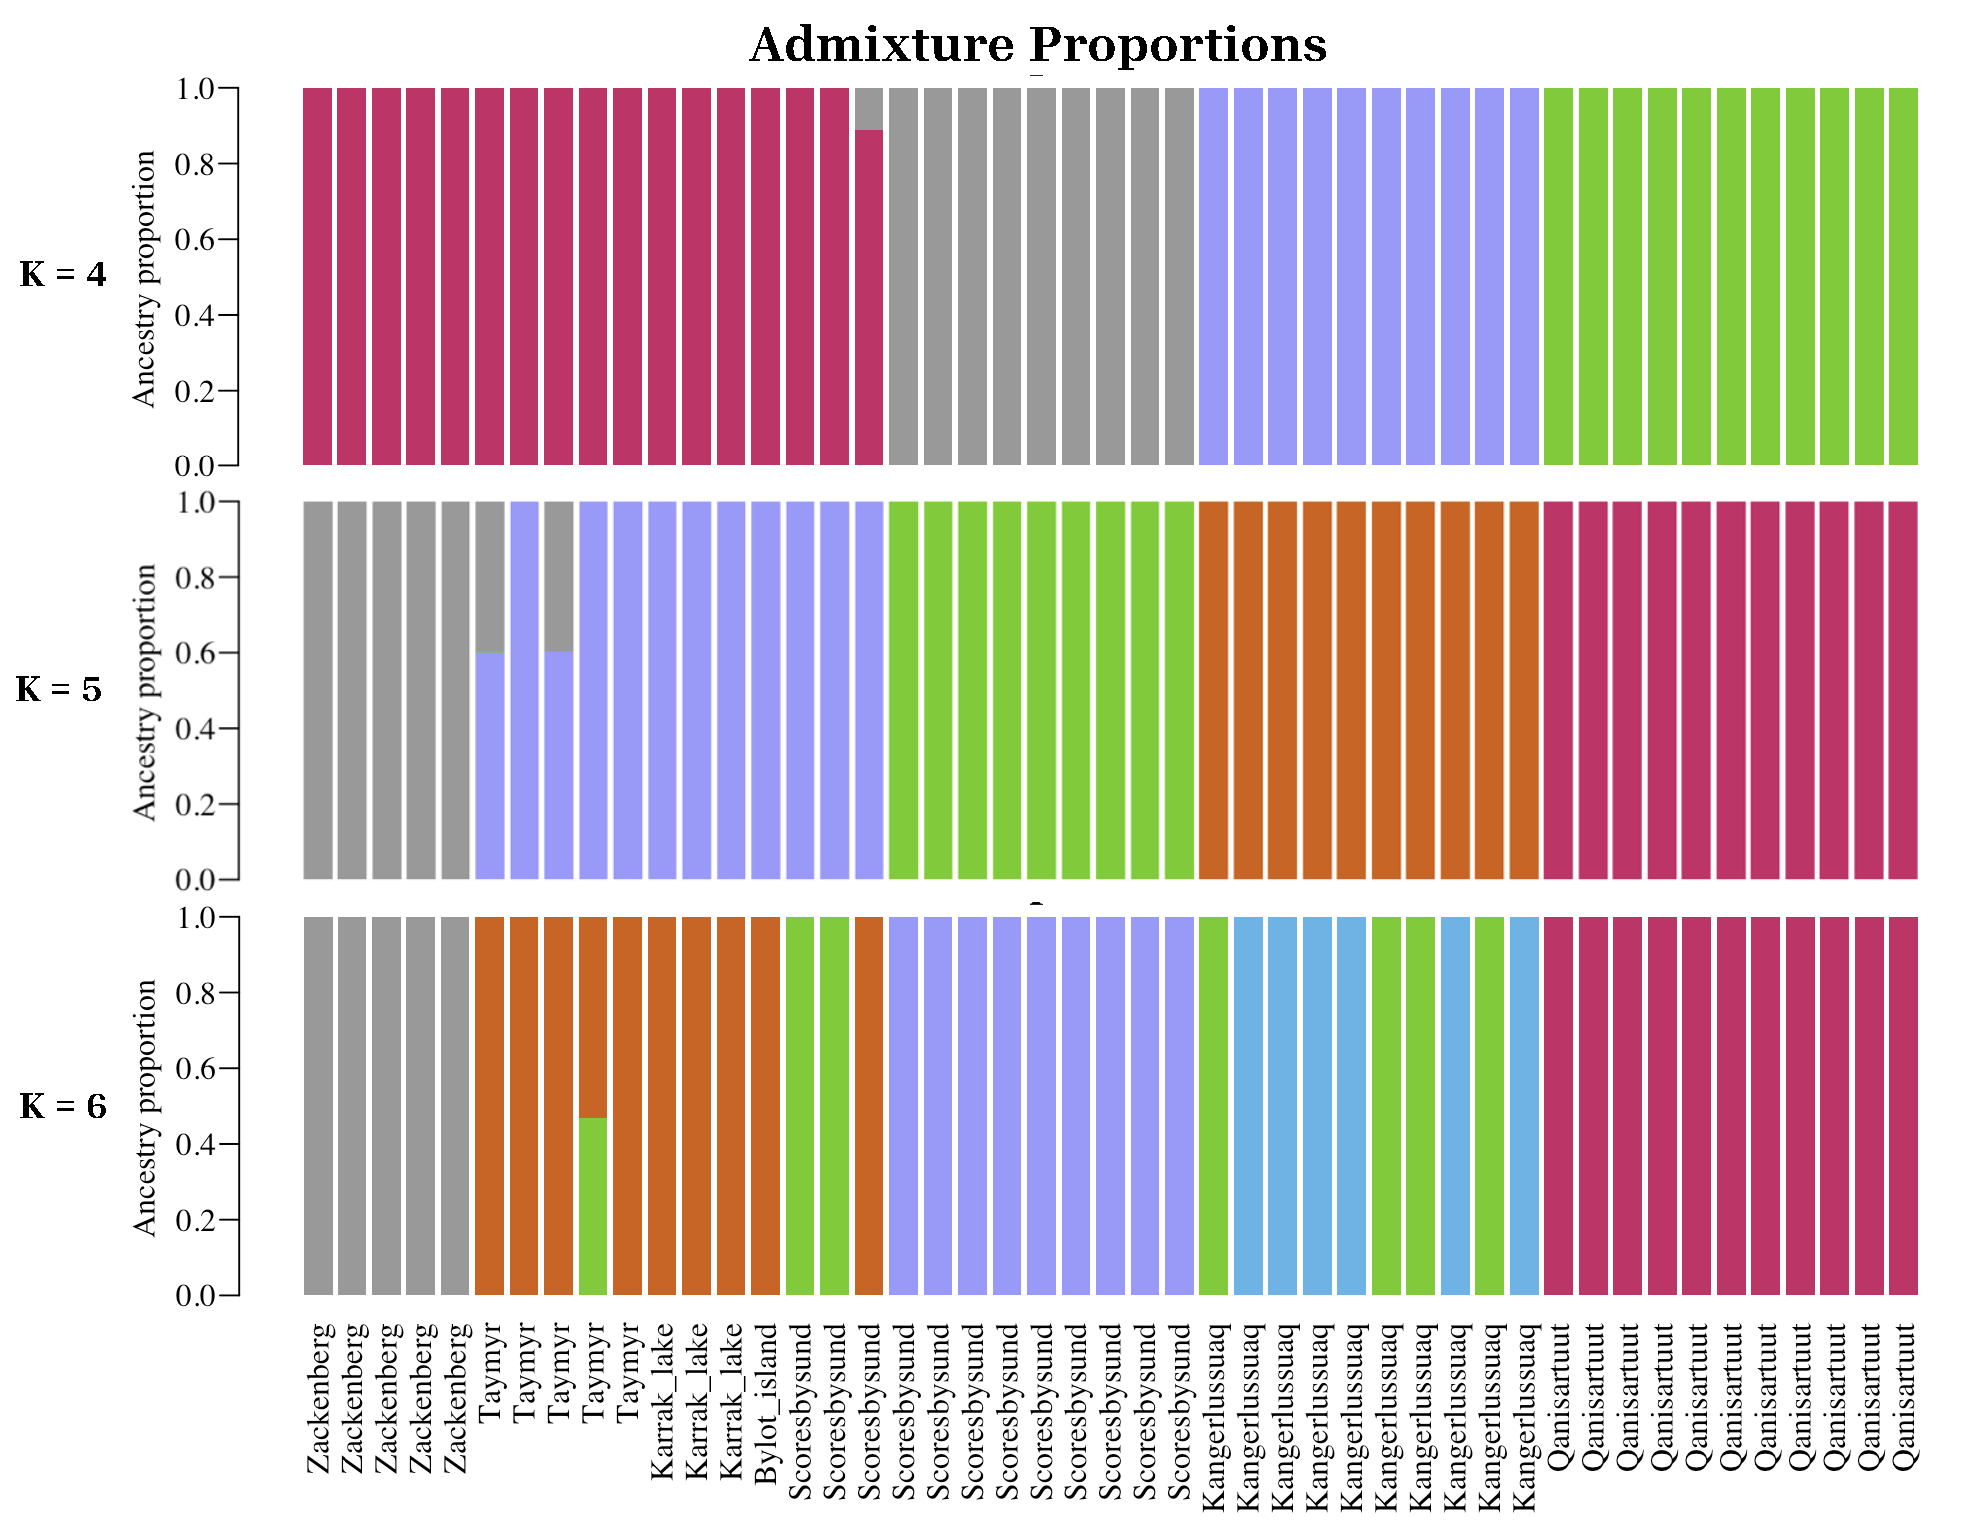 Admixture Proportions
K = 4
Ancestry proportion
1.0
0.8
0.6
0.4
0.2
0.0
K = 5
Ancestry proportion
1.0
0.8
0.6
0.4
0.2
0.0
K = 6
Ancestry proportion
1.0
0.8
0.6
0.4
0.2
0.0
Zackenberg
Zackenberg
Zackenberg
Zackenberg
Zackenberg
Taymyr
Taymyr
Taymyr
Taymyr
Taymyr
Karrak_lake
Karrak_lake
Karrak_lake
Bylot_island
Scoresbysund
Scoresbysund
Scoresbysund
Scoresbysund
Scoresbysund
Scoresbysund
Scoresbysund
Scoresbysund
Scoresbysund
Scoresbysund
Scoresbysund
Scoresbysund
Kangerlussuaq
Kangerlussuaq
Kangerlussuaq
Kangerlussuaq
Kangerlussuaq
Kangerlussuaq
Kangerlussuaq
Kangerlussuaq
Kangerlussuaq
Kangerlussuaq
Qanisartuut
Qanisartuut
Qanisartuut
Qanisartuut
Qanisartuut
Qanisartuut
Qanisartuut
Qanisartuut
Qanisartuut
Qanisartuut
Qanisartuut